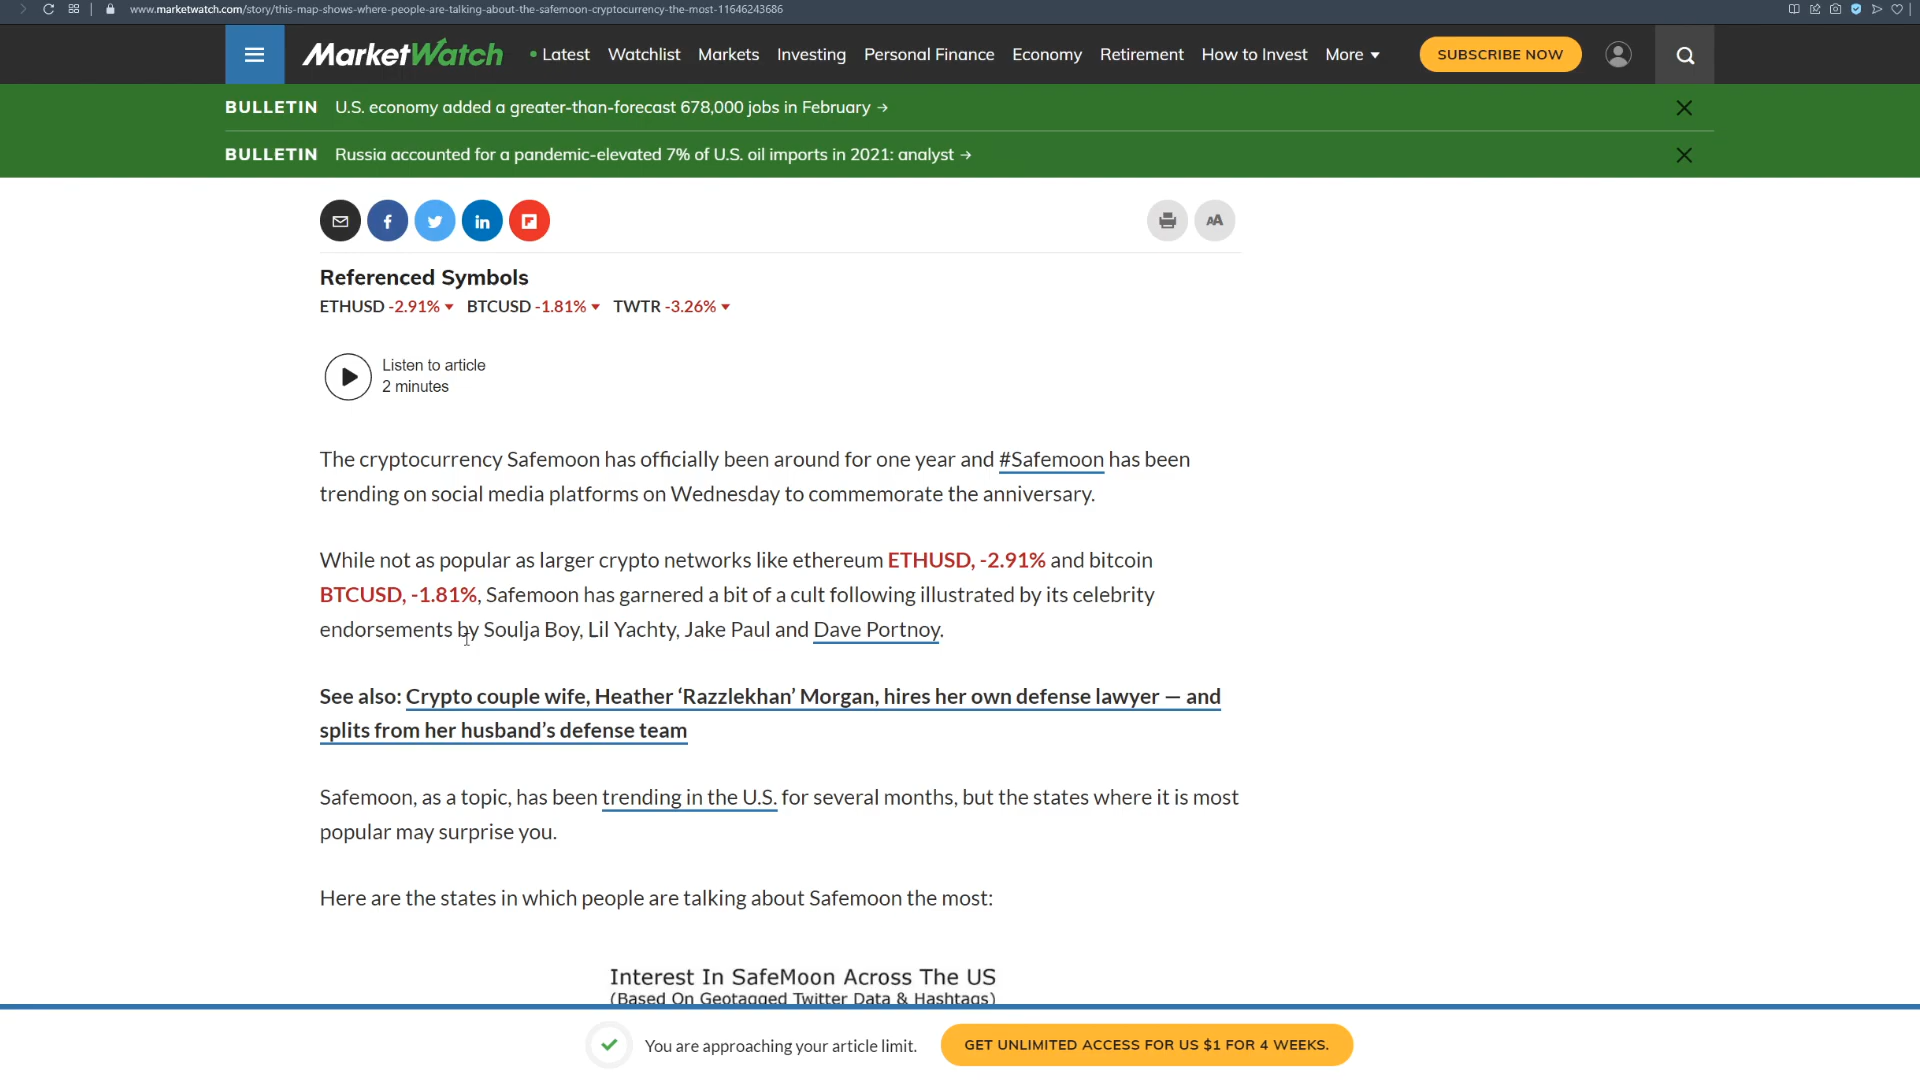 www.marketwatch.com/story/this-map-shows-where-people-are-talking-about-the-safemoon-cryptocurrency-the-most-11646243686
MarketWatch • Latest Watchlist Markets Investing Personal Finance Economy Retirement How to Invest More SUBSCRIBE NOW
BULLETIN U.S. economy added a greater-than-forecast 678,000 jobs in February →
BULLETIN Russia accounted for a pandemic-elevated 7% of U.S. oil imports in 2021: analyst →
AA
Referenced Symbols
ETHUSD -2.91% BTCUSD -1.81% TWTR -3.26%
Listen to article
2 minutes
The cryptocurrency Safemoon has officially been around for one year and #Safemoon has been
trending on social media platforms on Wednesday to commemorate the anniversary.
While not as popular as larger crypto networks like ethereum ETHUSD, -2.91% and bitcoin
BTCUSD, -1.81%, Safemoon has garnered a bit of a cult following illustrated by its celebrity
endorsements by Soulja Boy, Lil Yachty, Jake Paul and Dave Portnoy.
See also: Crypto couple wife, Heather ‘Razzlekhan’ Morgan, hires her own defense lawyer — and
splits from her husband’s defense team
Safemoon, as a topic, has been trending in the U.S. for several months, but the states where it is most
popular may surprise you.
Here are the states in which people are talking about Safemoon the most:
Interest In SafeMoon Across The US
(Based On Geotagged Twitter Data & Hashtags)
You are approaching your article limit. GET UNLIMITED ACCESS FOR US $1 FOR 4 WEEKS.